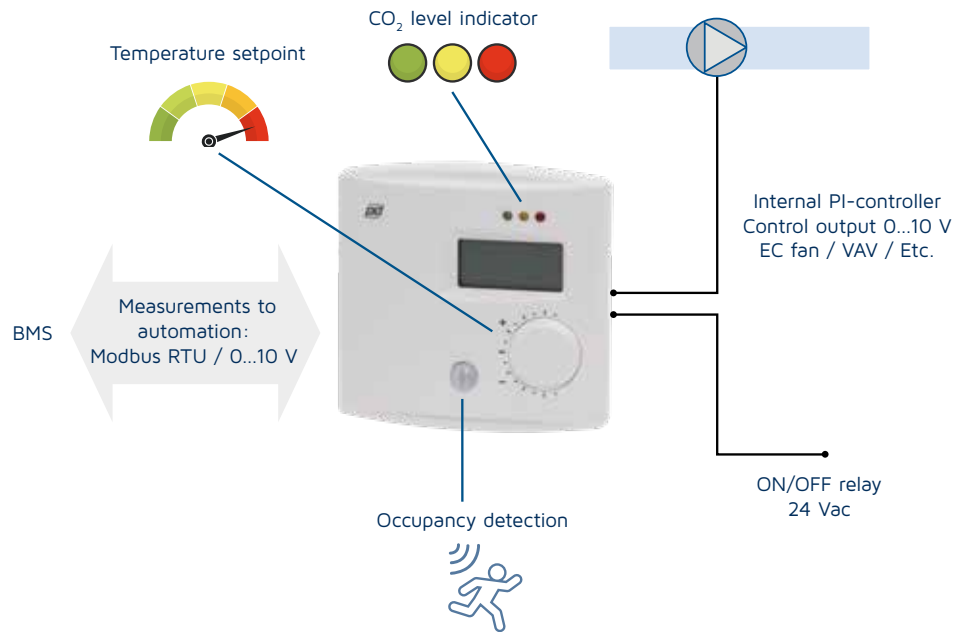 CO₂ level indicator
Temperature setpoint
Internal PI-controller
Control output 0...10 V
EC fan / VAV / Etc.
BMS
Measurements to
automation:
Modbus RTU / 0...10 V
+
-
ON/OFF relay
24 Vac
Occupancy detection